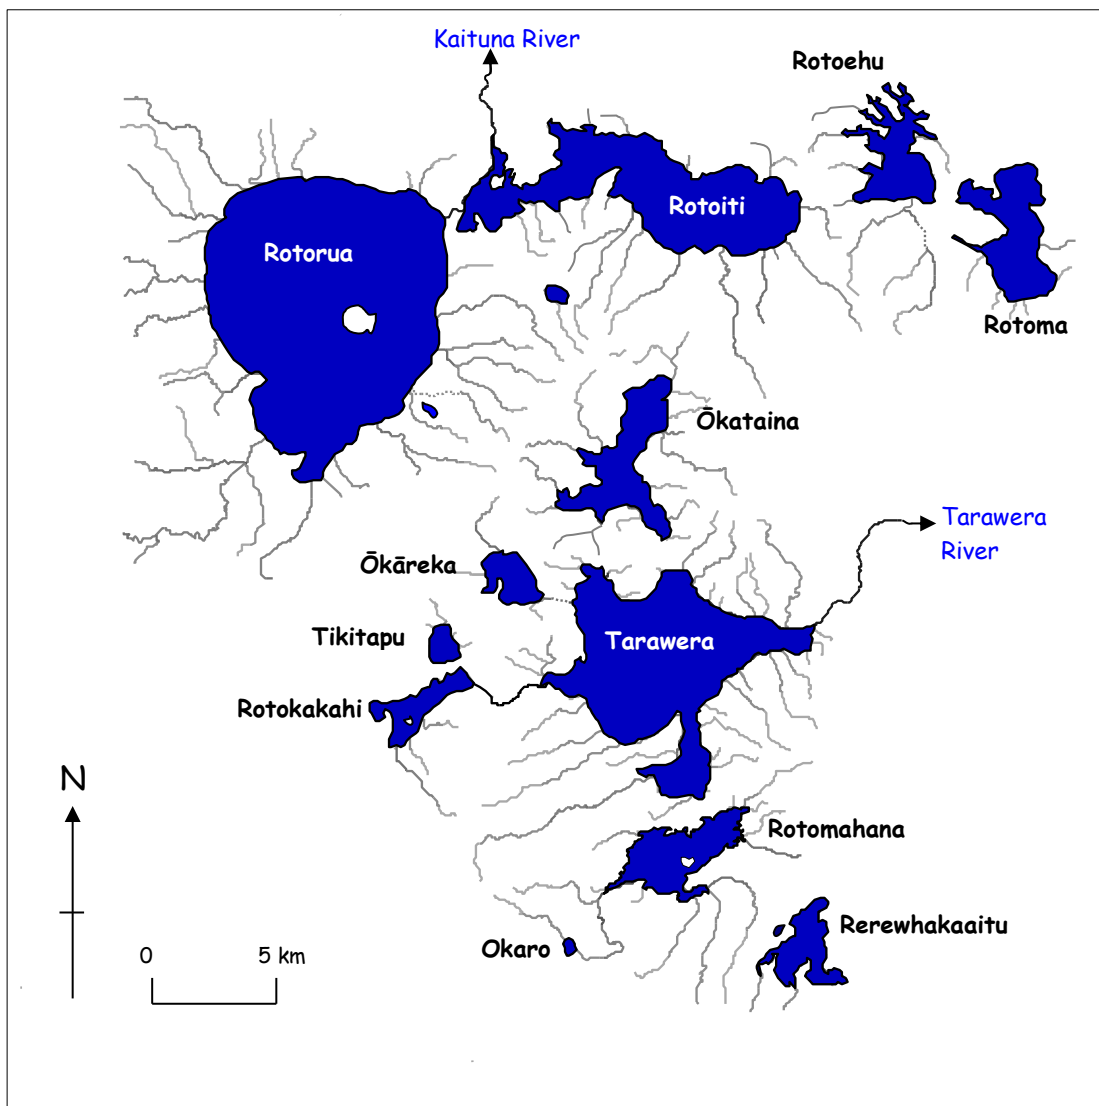 Kaituna River
Rotoehu
Rotoiti
Rotorua
Rotoma
Ōkataina
Tarawera
River
Ōkāreka
Tikitapu
Tarawera
Rotokakahi
N
Rotomahana
Rerewhakaaitu
Okaro
0 5 km